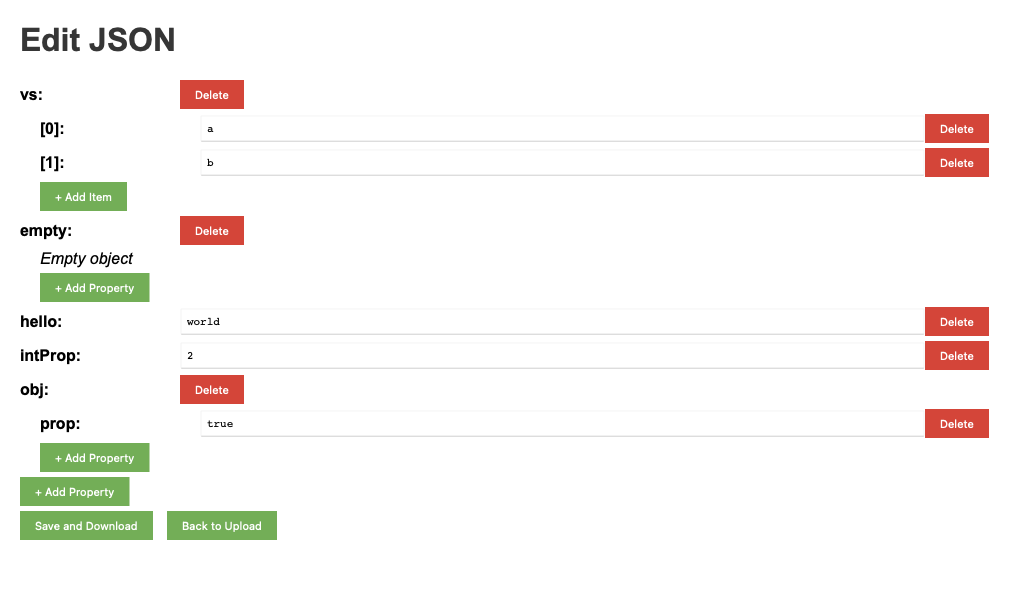 Edit JSON
vs: Delete
[0]: a Delete
[1]: b Delete
+ Add Item
empty: Delete
Empty object
+ Add Property
hello: world Delete
intProp: 2 Delete
obj: Delete
prop: true Delete
+ Add Property
+ Add Property
Save and Download Back to Upload